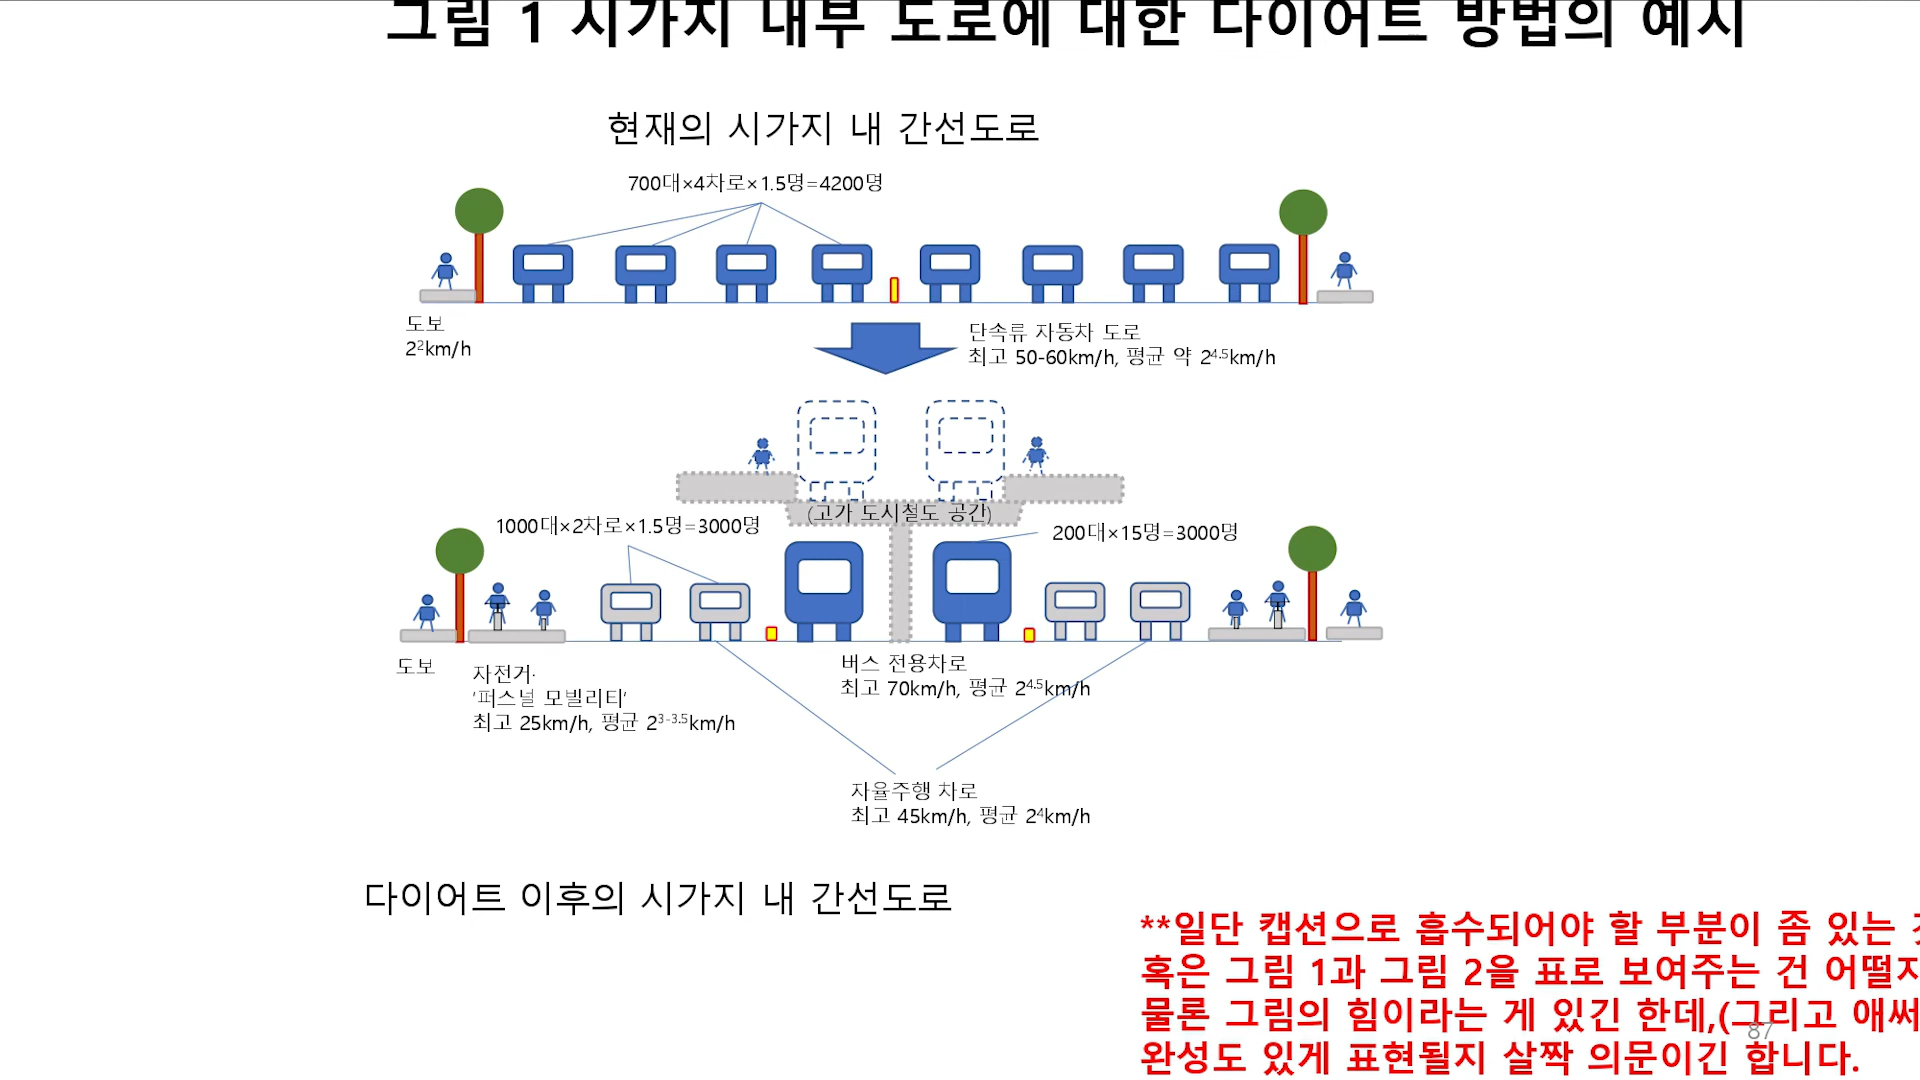 그림 1 시가지 내부 도로에 대한 다이어트 방법의 예시
현재의 시가지 내 간선도로
700대×4차로×1.5명=4200명
도보
2²km/h
단속류 자동차 도로
최고 50-60km/h, 평균 약 2⁴·⁵km/h
(고가 도시철도 공간)
1000대×2차로×1.5명=3000명
200대×15명=3000명
도보
자전거·
'퍼스널 모빌리티'
최고 25km/h, 평균 2³⁻³·⁵km/h
버스 전용차로
최고 70km/h, 평균 2⁴·⁵km/h
자율주행 차로
최고 45km/h, 평균 2⁴km/h
다이어트 이후의 시가지 내 간선도로
**일단 캡션으로 흡수되어야 할 부분이 좀 있는
혹은 그림 1과 그림 2을 표로 보여주는 건 어떨지
물론 그림의 힘이라는 게 있긴 한데,(그리고 애써
완성도 있게 표현될지 살짝 의문이긴 합니다.
87